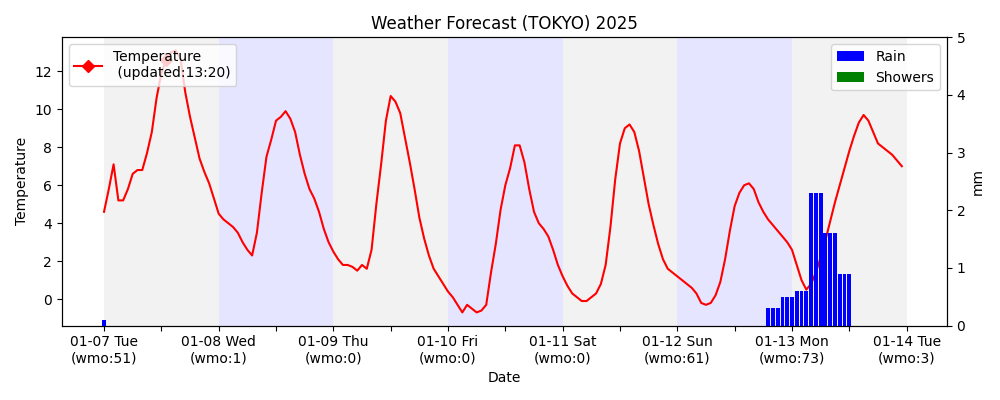 Weather Forecast (TOKYO) 2025
Temperature
(updated:13:20)
Rain
Showers
Temperature
12
10
8
6
4
2
0
5
4
3
2
1
0
mm
01-07 Tue
(wmo:51)
01-08 Wed
(wmo:1)
01-09 Thu
(wmo:0)
01-10 Fri
(wmo:0)
01-11 Sat
(wmo:0)
01-12 Sun
(wmo:61)
01-13 Mon
(wmo:73)
01-14 Tue
(wmo:3)
Date